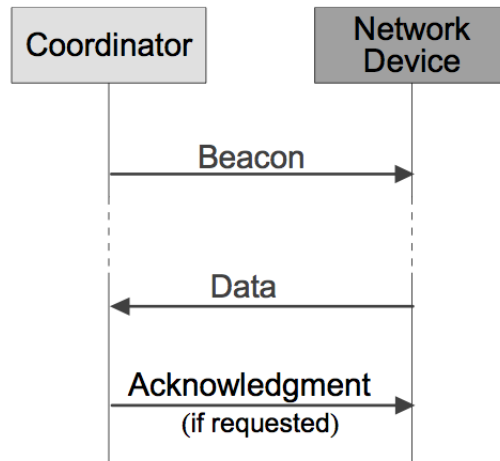 Coordinator
Network
Device
Beacon
Data
Acknowledgment
(if requested)